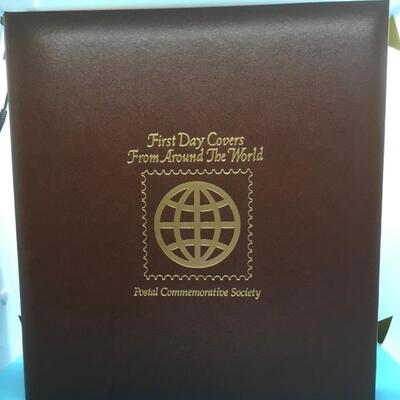 First Day Covers
From Around The World
Postal Commemorative Society